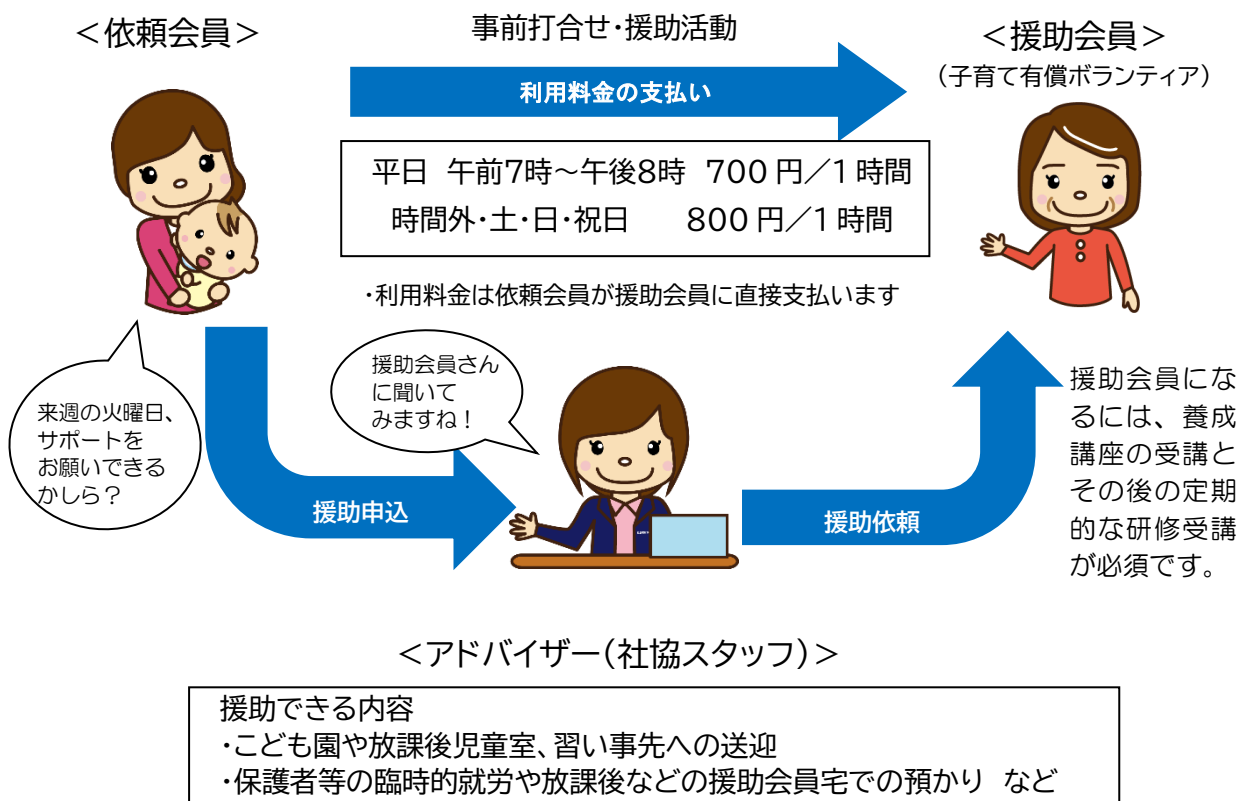 ＜依頼会員＞
事前打合せ・援助活動
＜援助会員＞
（子育て有償ボランティア）
利用料金の支払い
平日　午前7時～午後8時　700円／1時間
時間外・土・日・祝日　　800円／1時間
・利用料金は依頼会員が援助会員に直接支払います
来週の火曜日、
サポートを
お願いできる
かしら？
援助会員さん
に聞いて
みますね！
援助申込
援助依頼
援助会員にな
るには、養成
講座の受講と
その後の定期
的な研修受講
が必須です。
＜アドバイザー（社協スタッフ）＞
援助できる内容
・こども園や放課後児童室、習い事先への送迎
・保護者等の臨時的就労や放課後などの援助会員宅での預かり　など